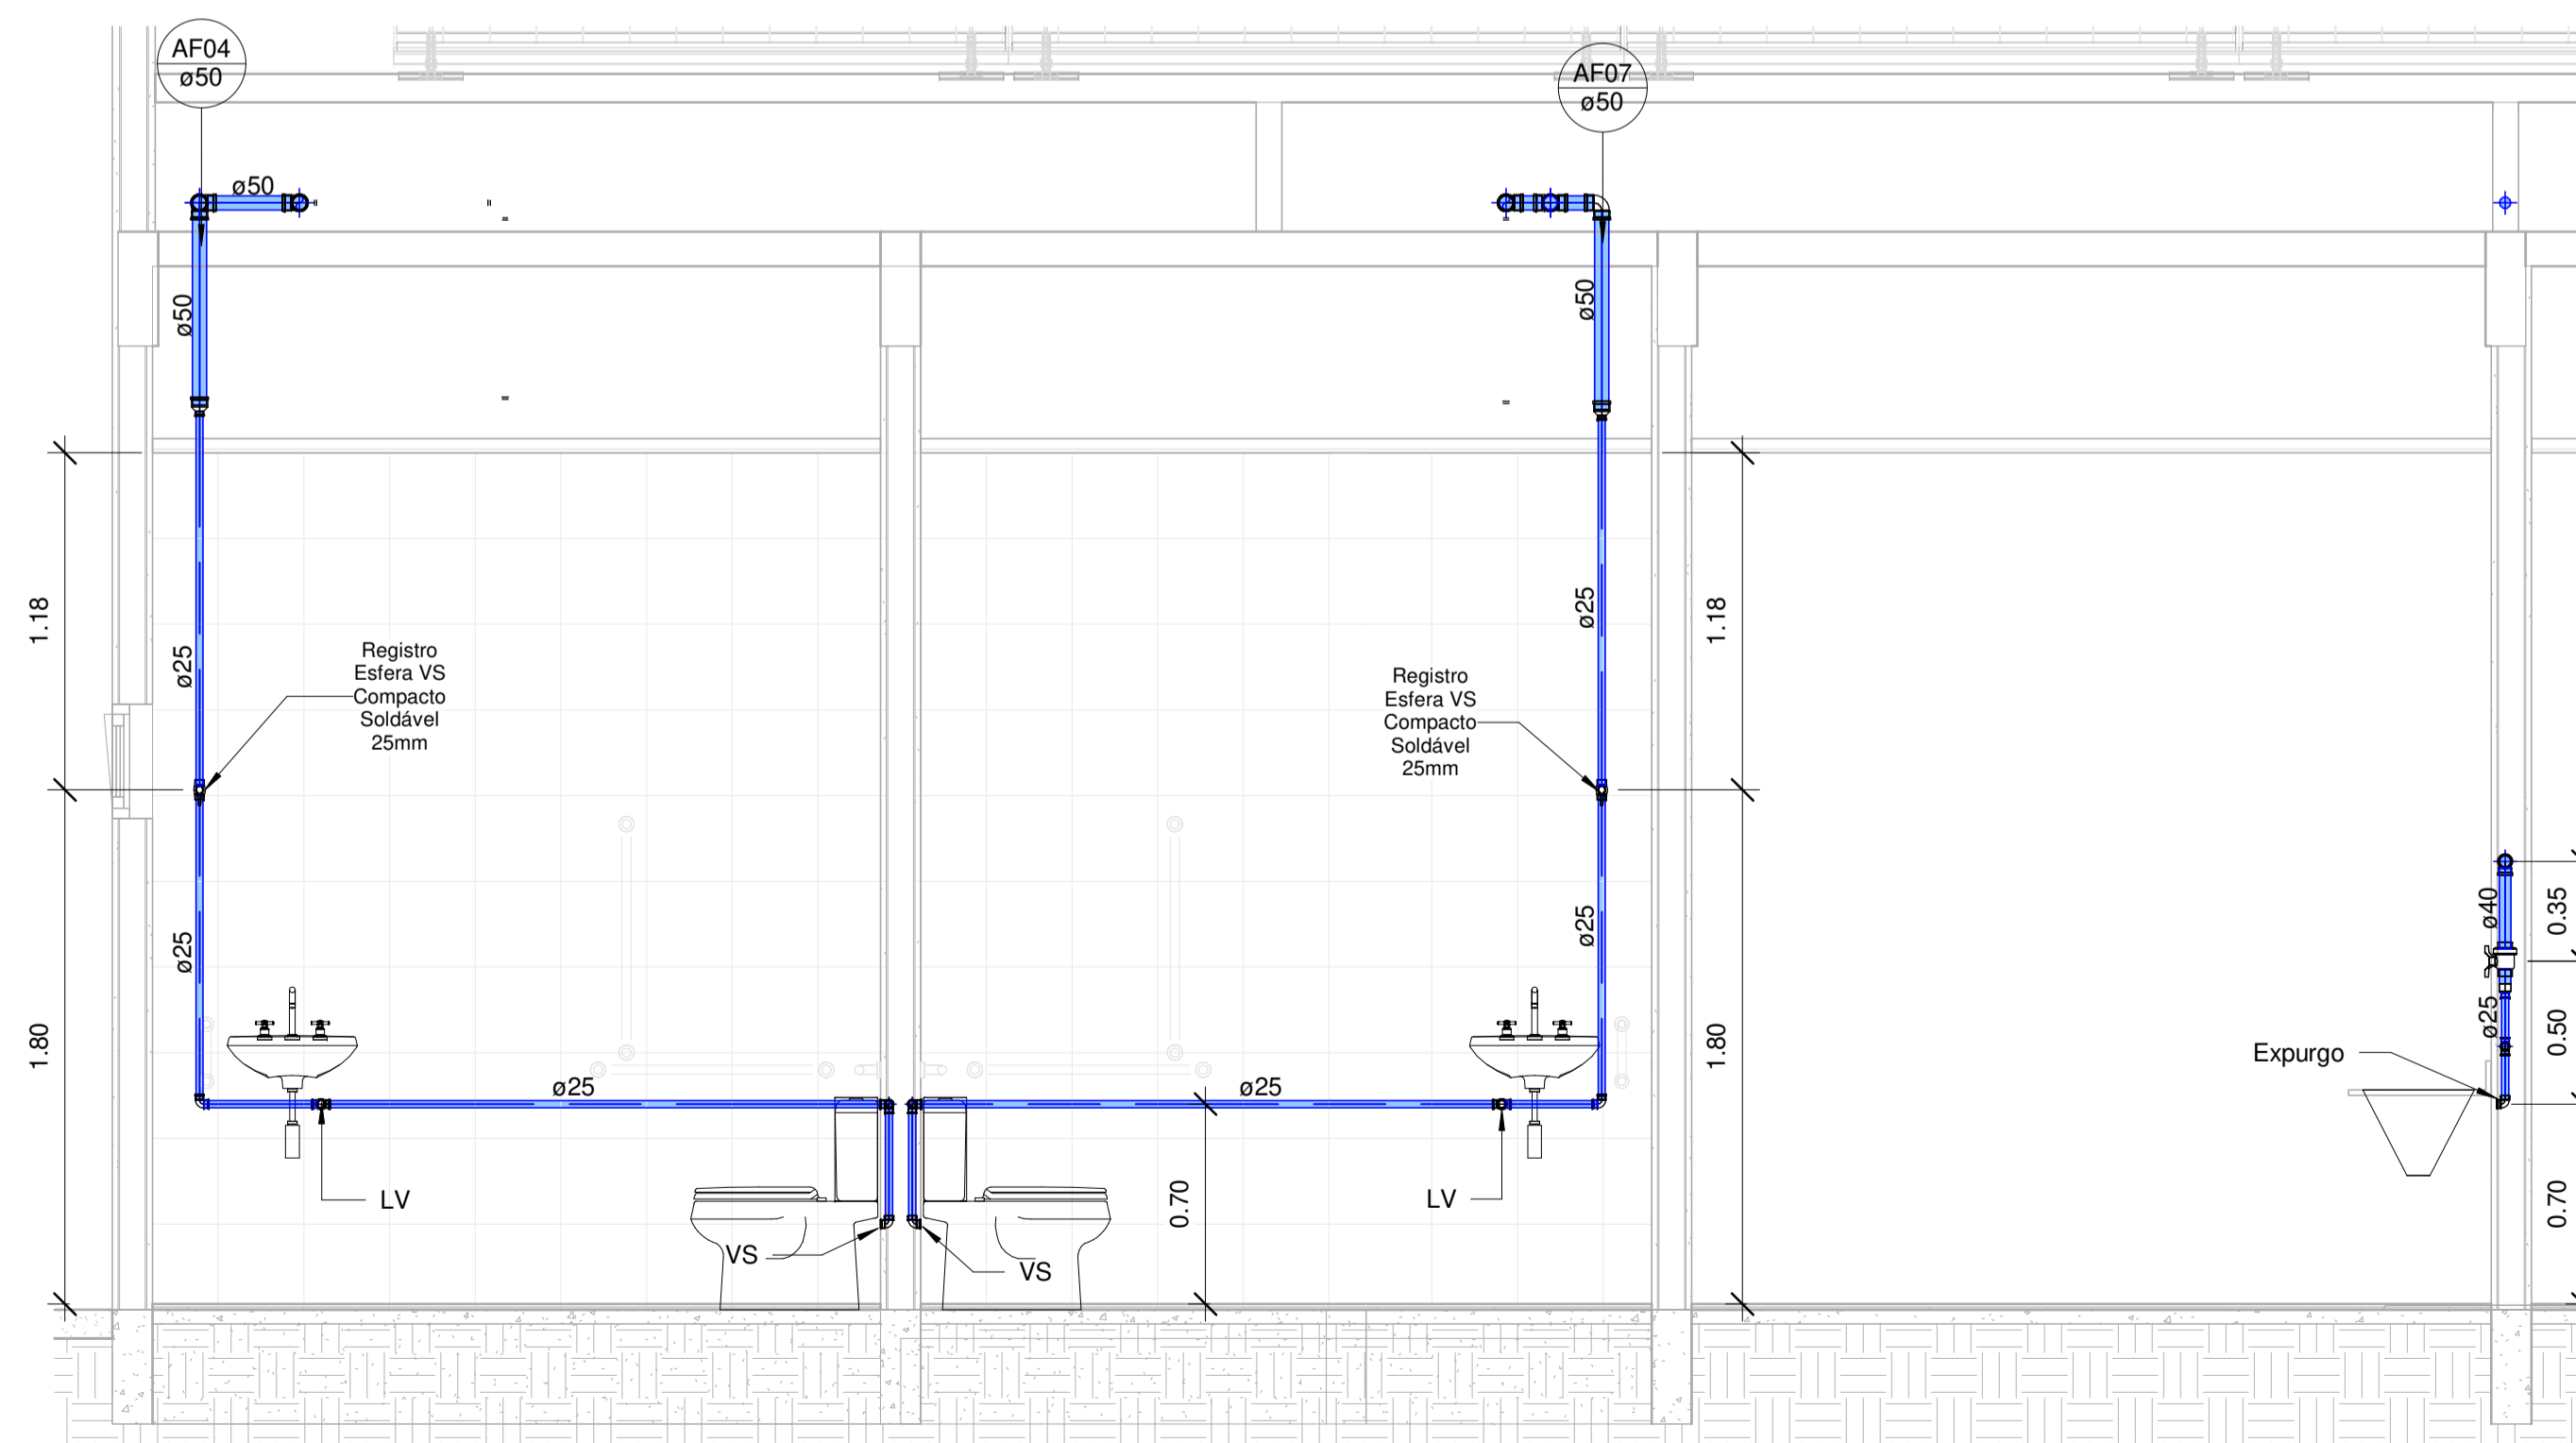 AF04
ø50
AF07
ø50
ø50
ø50
ø50
1.18
ø25
Registro
Esfera VS
Compacto
Soldável
25mm
ø25
Registro
Esfera VS
Compacto
Soldável
25mm
1.18
ø25
ø25
ø40
0.35
1.80
ø25
ø25
1.80
ø25
0.50
Expurgo
LV
VS
VS
0.70
LV
0.70